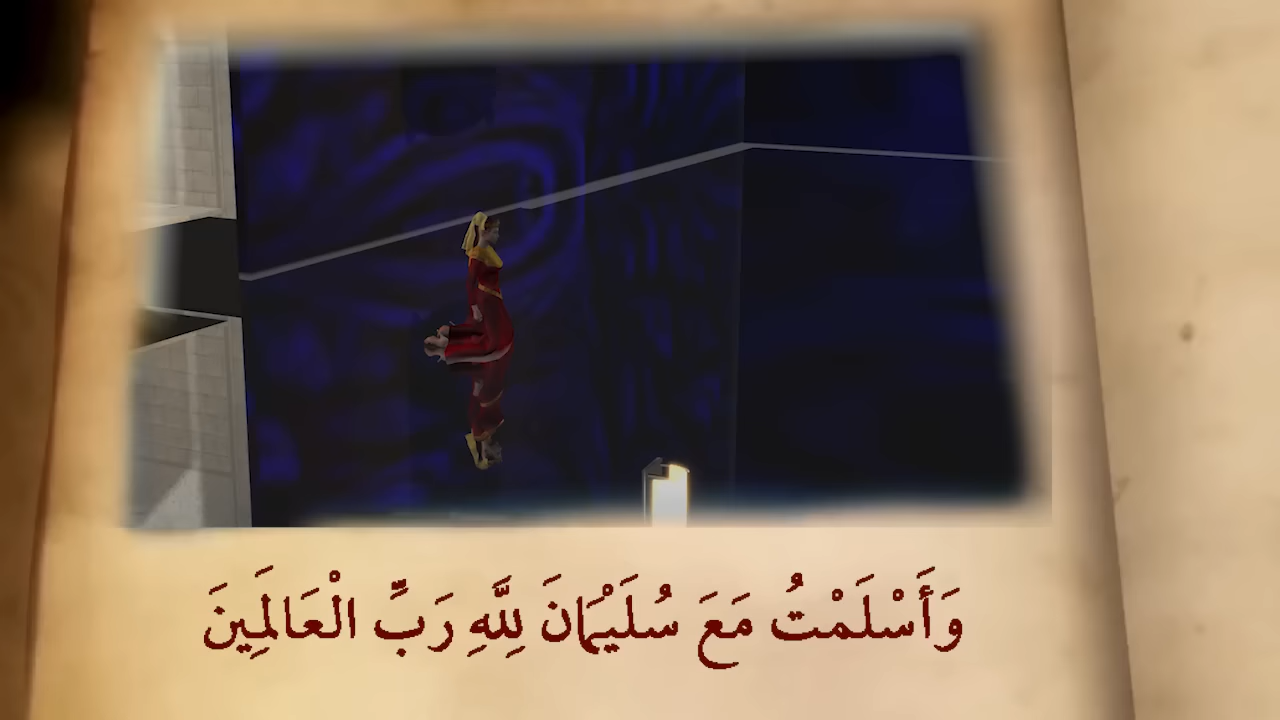 وَأَسْلَمْتُ مَعَ سُلَيْمَانَ لِلَّهِ رَبِّ الْعَالَمِينَ